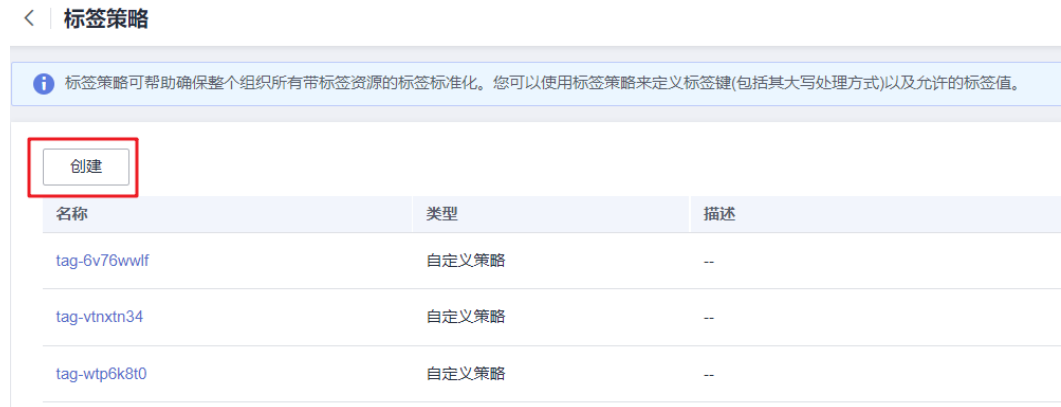 标签策略
标签策略可帮助确保整个组织所有带标签资源的标签标准化。您可以使用标签策略来定义标签键(包括其大写处理方式)以及允许的标签值。
创建
名称 类型 描述
tag-6v76wwlf 自定义策略 --
tag-vtnxtn34 自定义策略 --
tag-wtp6k8t0 自定义策略 --